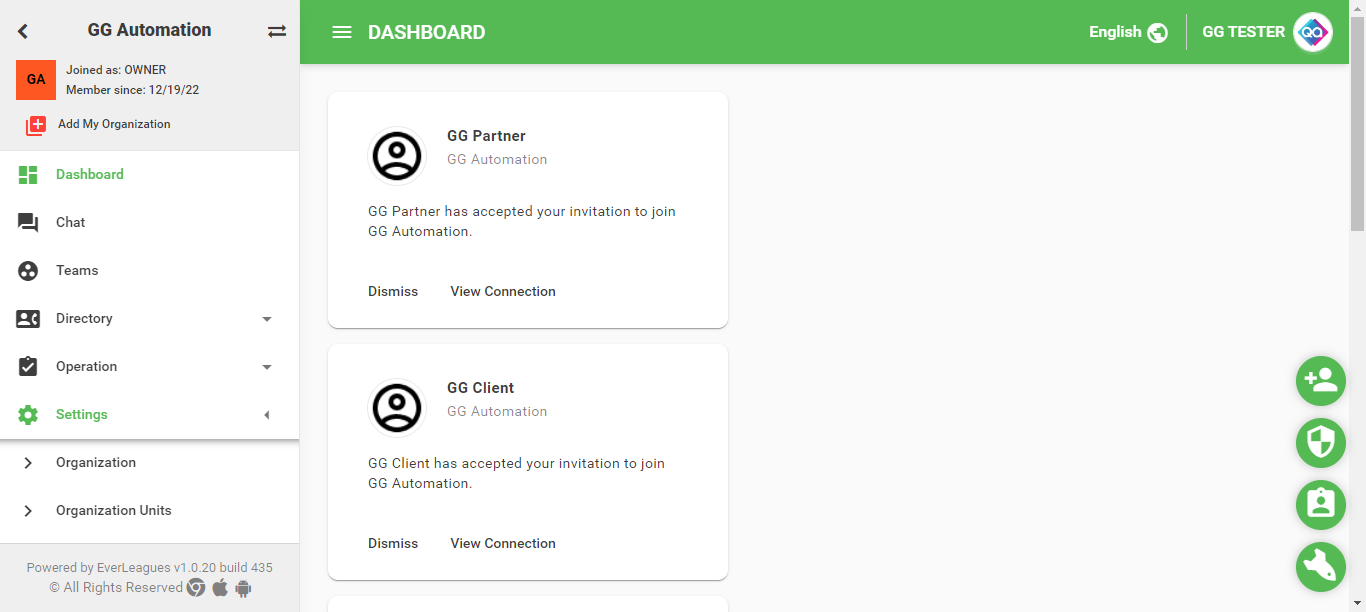 GG Automation
GA
Joined as: OWNER
Member since: 12/19/22
Add My Organization
Dashboard
Chat
Teams
Directory
Operation
Settings
Organization
Organization Units
Powered by EverLeagues v1.0.20 build 435
© All Rights Reserved
DASHBOARD
English
GG TESTER
QA
GG Partner
GG Automation
GG Partner has accepted your invitation to join
GG Automation.
Dismiss View Connection
GG Client
GG Automation
GG Client has accepted your invitation to join
GG Automation.
Dismiss View Connection